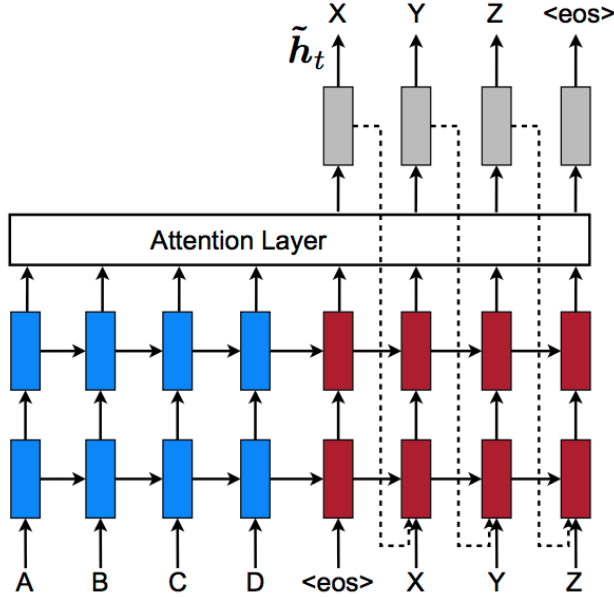 X Y Z <eos>
h̃t
Attention Layer
A B C D <eos> X Y Z